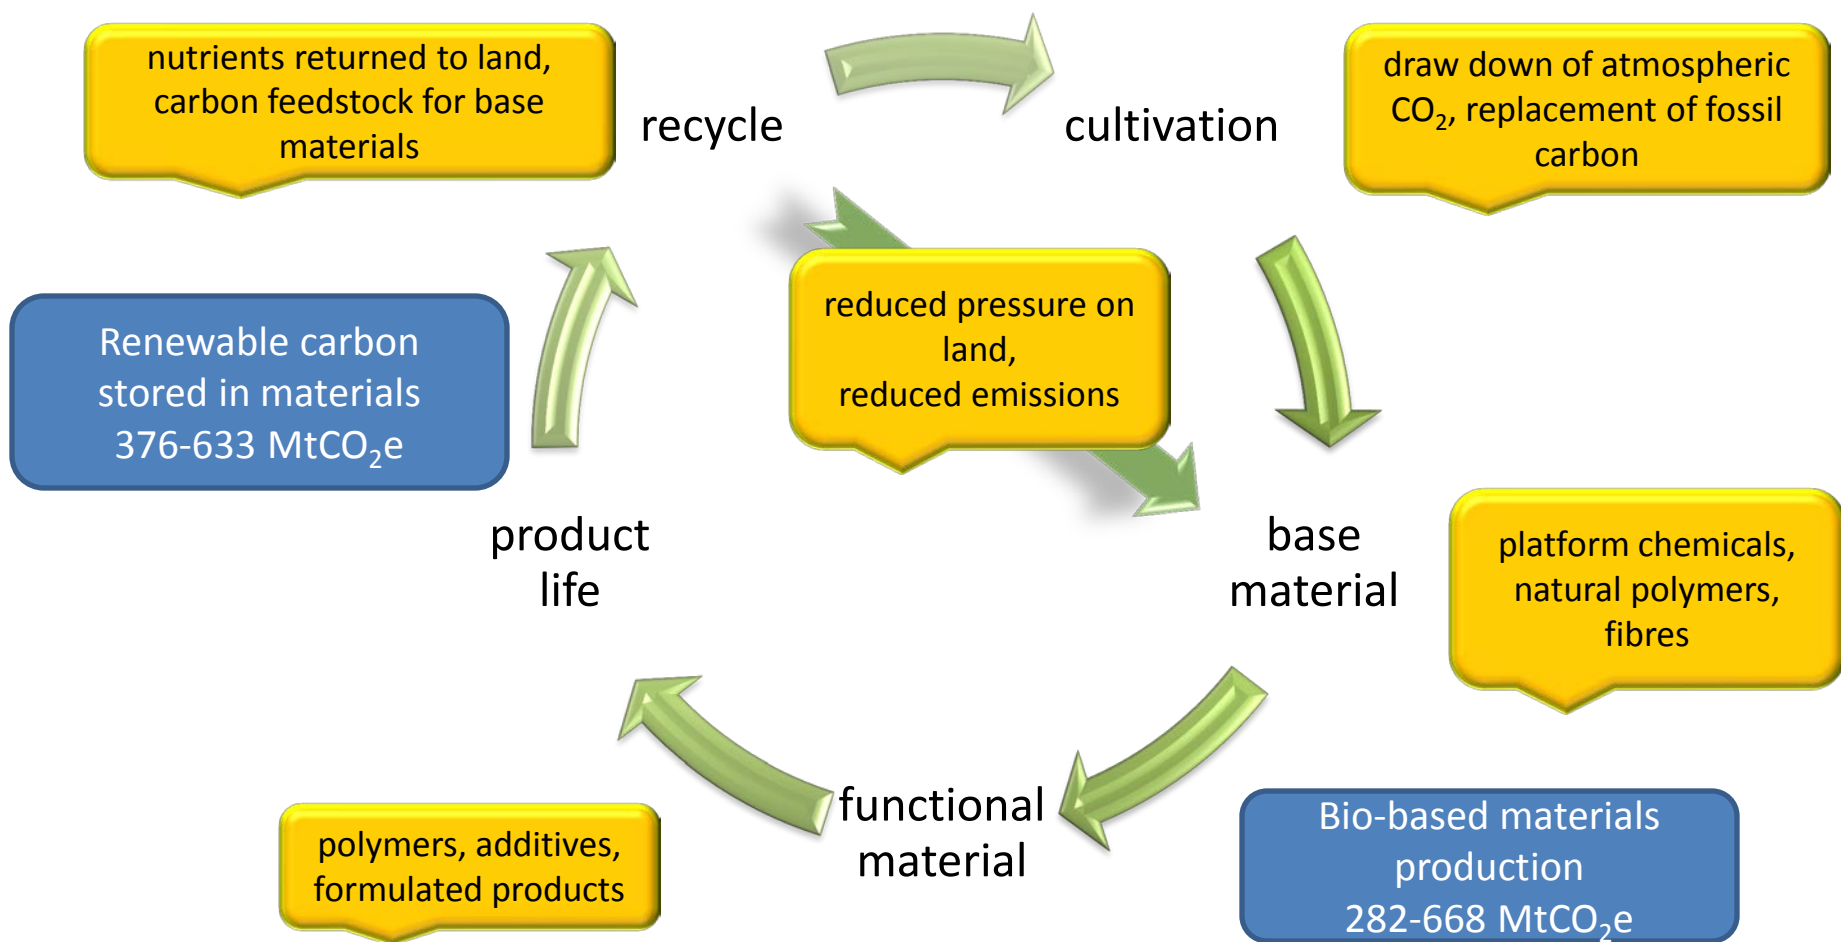 nutrients returned to land,
carbon feedstock for base
materials
recycle
cultivation
draw down of atmospheric
CO₂, replacement of fossil
carbon
reduced pressure on
land,
reduced emissions
Renewable carbon
stored in materials
376-633 MtCO₂e
product
life
base
material
platform chemicals,
natural polymers,
fibres
functional
material
polymers, additives,
formulated products
Bio-based materials
production
282-668 MtCO₂e